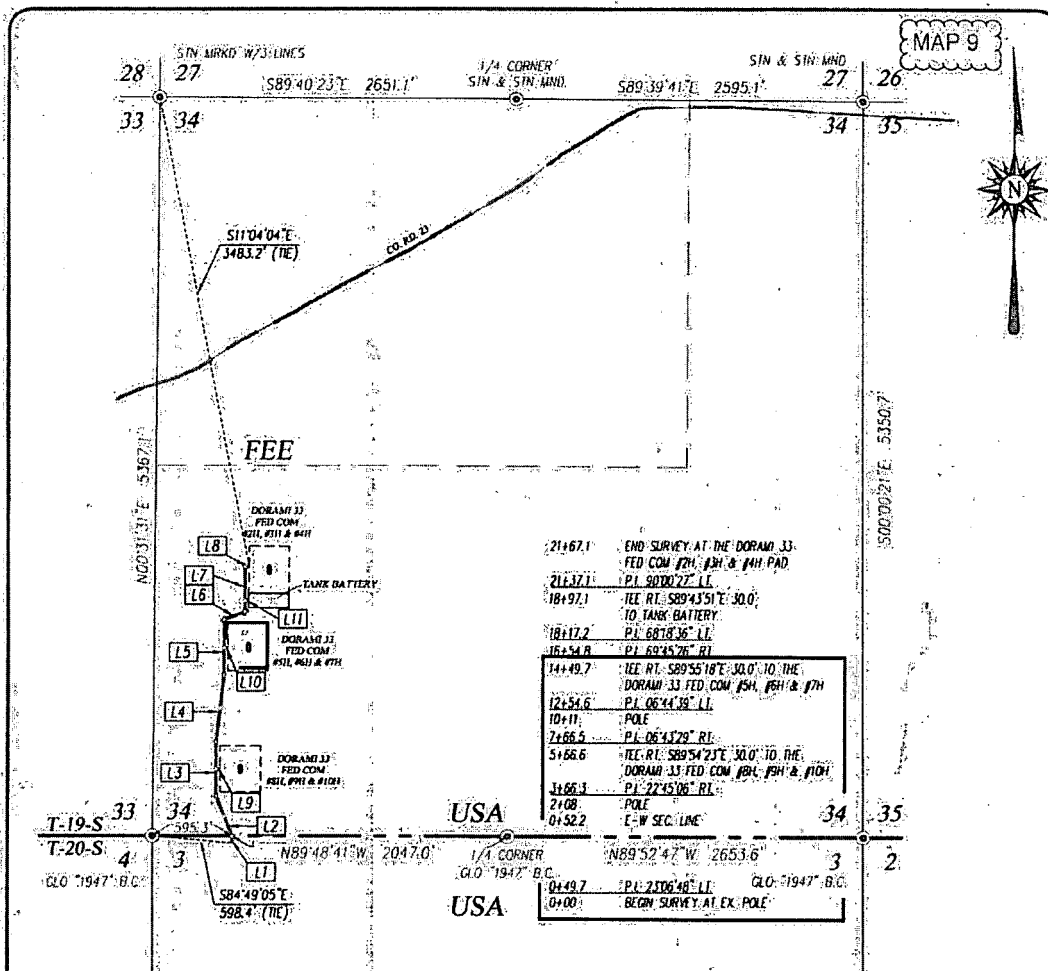 MAP 9
STN MRKD W/3 LINES
28 27
S89°40'23"E 2651.1'
1/4 CORNER
STN & STN MND.
S89°39'41"E 2595.1'
STN & STN MND
27 26
33 34
34 35
N
S11°04'04"E
3483.2' (TIE)
CO. RD. 23
N00°31'31"E 5367.1'
S00°00'21"E 5350.7'
FEE
DORAMI 33
FED COM
#2H, #3H & #4H
L8
L7
L6
TANK BATTERY
L11
L5
DORAMI 33
FED COM
#5H, #6H & #7H
L10
L4
L3
DORAMI 33
FED COM
#8H, #9H & #10H
L9
L2
L1
21+67.1 END SURVEY AT THE DORAMI 33
FED COM #2H, #3H & #4H PAD
21+37.1 P.I. 90°00'27" LT.
18+97.1 TEE RT. S89°43'51"E 30.0'
TO TANK BATTERY
18+17.2 P.I. 68°18'36" LT.
16+54.8 P.I. 69°45'26" RT.
14+49.7 TEE RT. S89°55'18"E 30.0' TO THE
DORAMI 33 FED COM #5H, #6H & #7H
12+54.6 P.I. 06°44'39" LT.
10+11 POLE
7+66.5 P.I. 06°43'29" RT.
5+66.6 TEE RT. S89°54'23"E 30.0' TO THE
DORAMI 33 FED COM #8H, #9H & #10H
3+66.3 P.I. 22°45'06" RT.
2+08 POLE
0+52.2 E-W SEC. LINE
33 34
595.3'
USA
34 35
T-19-S
T-20-S
4 3
N89°48'41"W 2047.0'
1/4 CORNER
GLO "1947" B.C.
N89°52'47"W 2653.6'
3 2
GLO "1947" B.C.
GLO "1947" B.C.
S84°49'05"E
598.4' (TIE)
USA
0+49.7 P.I. 23°06'48" LT.
0+00 BEGIN SURVEY AT EX. POLE